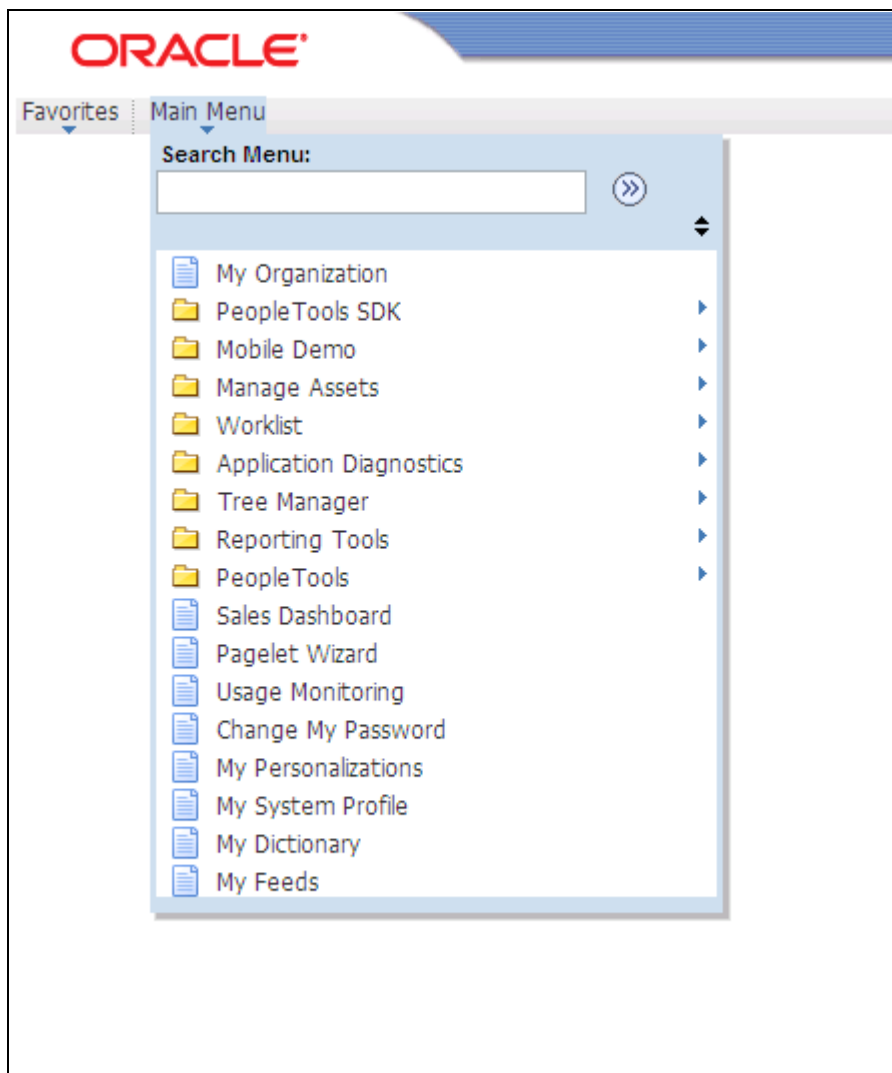 ORACLE®
Favorites Main Menu
Search Menu:
My Organization
PeopleTools SDK
Mobile Demo
Manage Assets
Worklist
Application Diagnostics
Tree Manager
Reporting Tools
PeopleTools
Sales Dashboard
Pagelet Wizard
Usage Monitoring
Change My Password
My Personalizations
My System Profile
My Dictionary
My Feeds